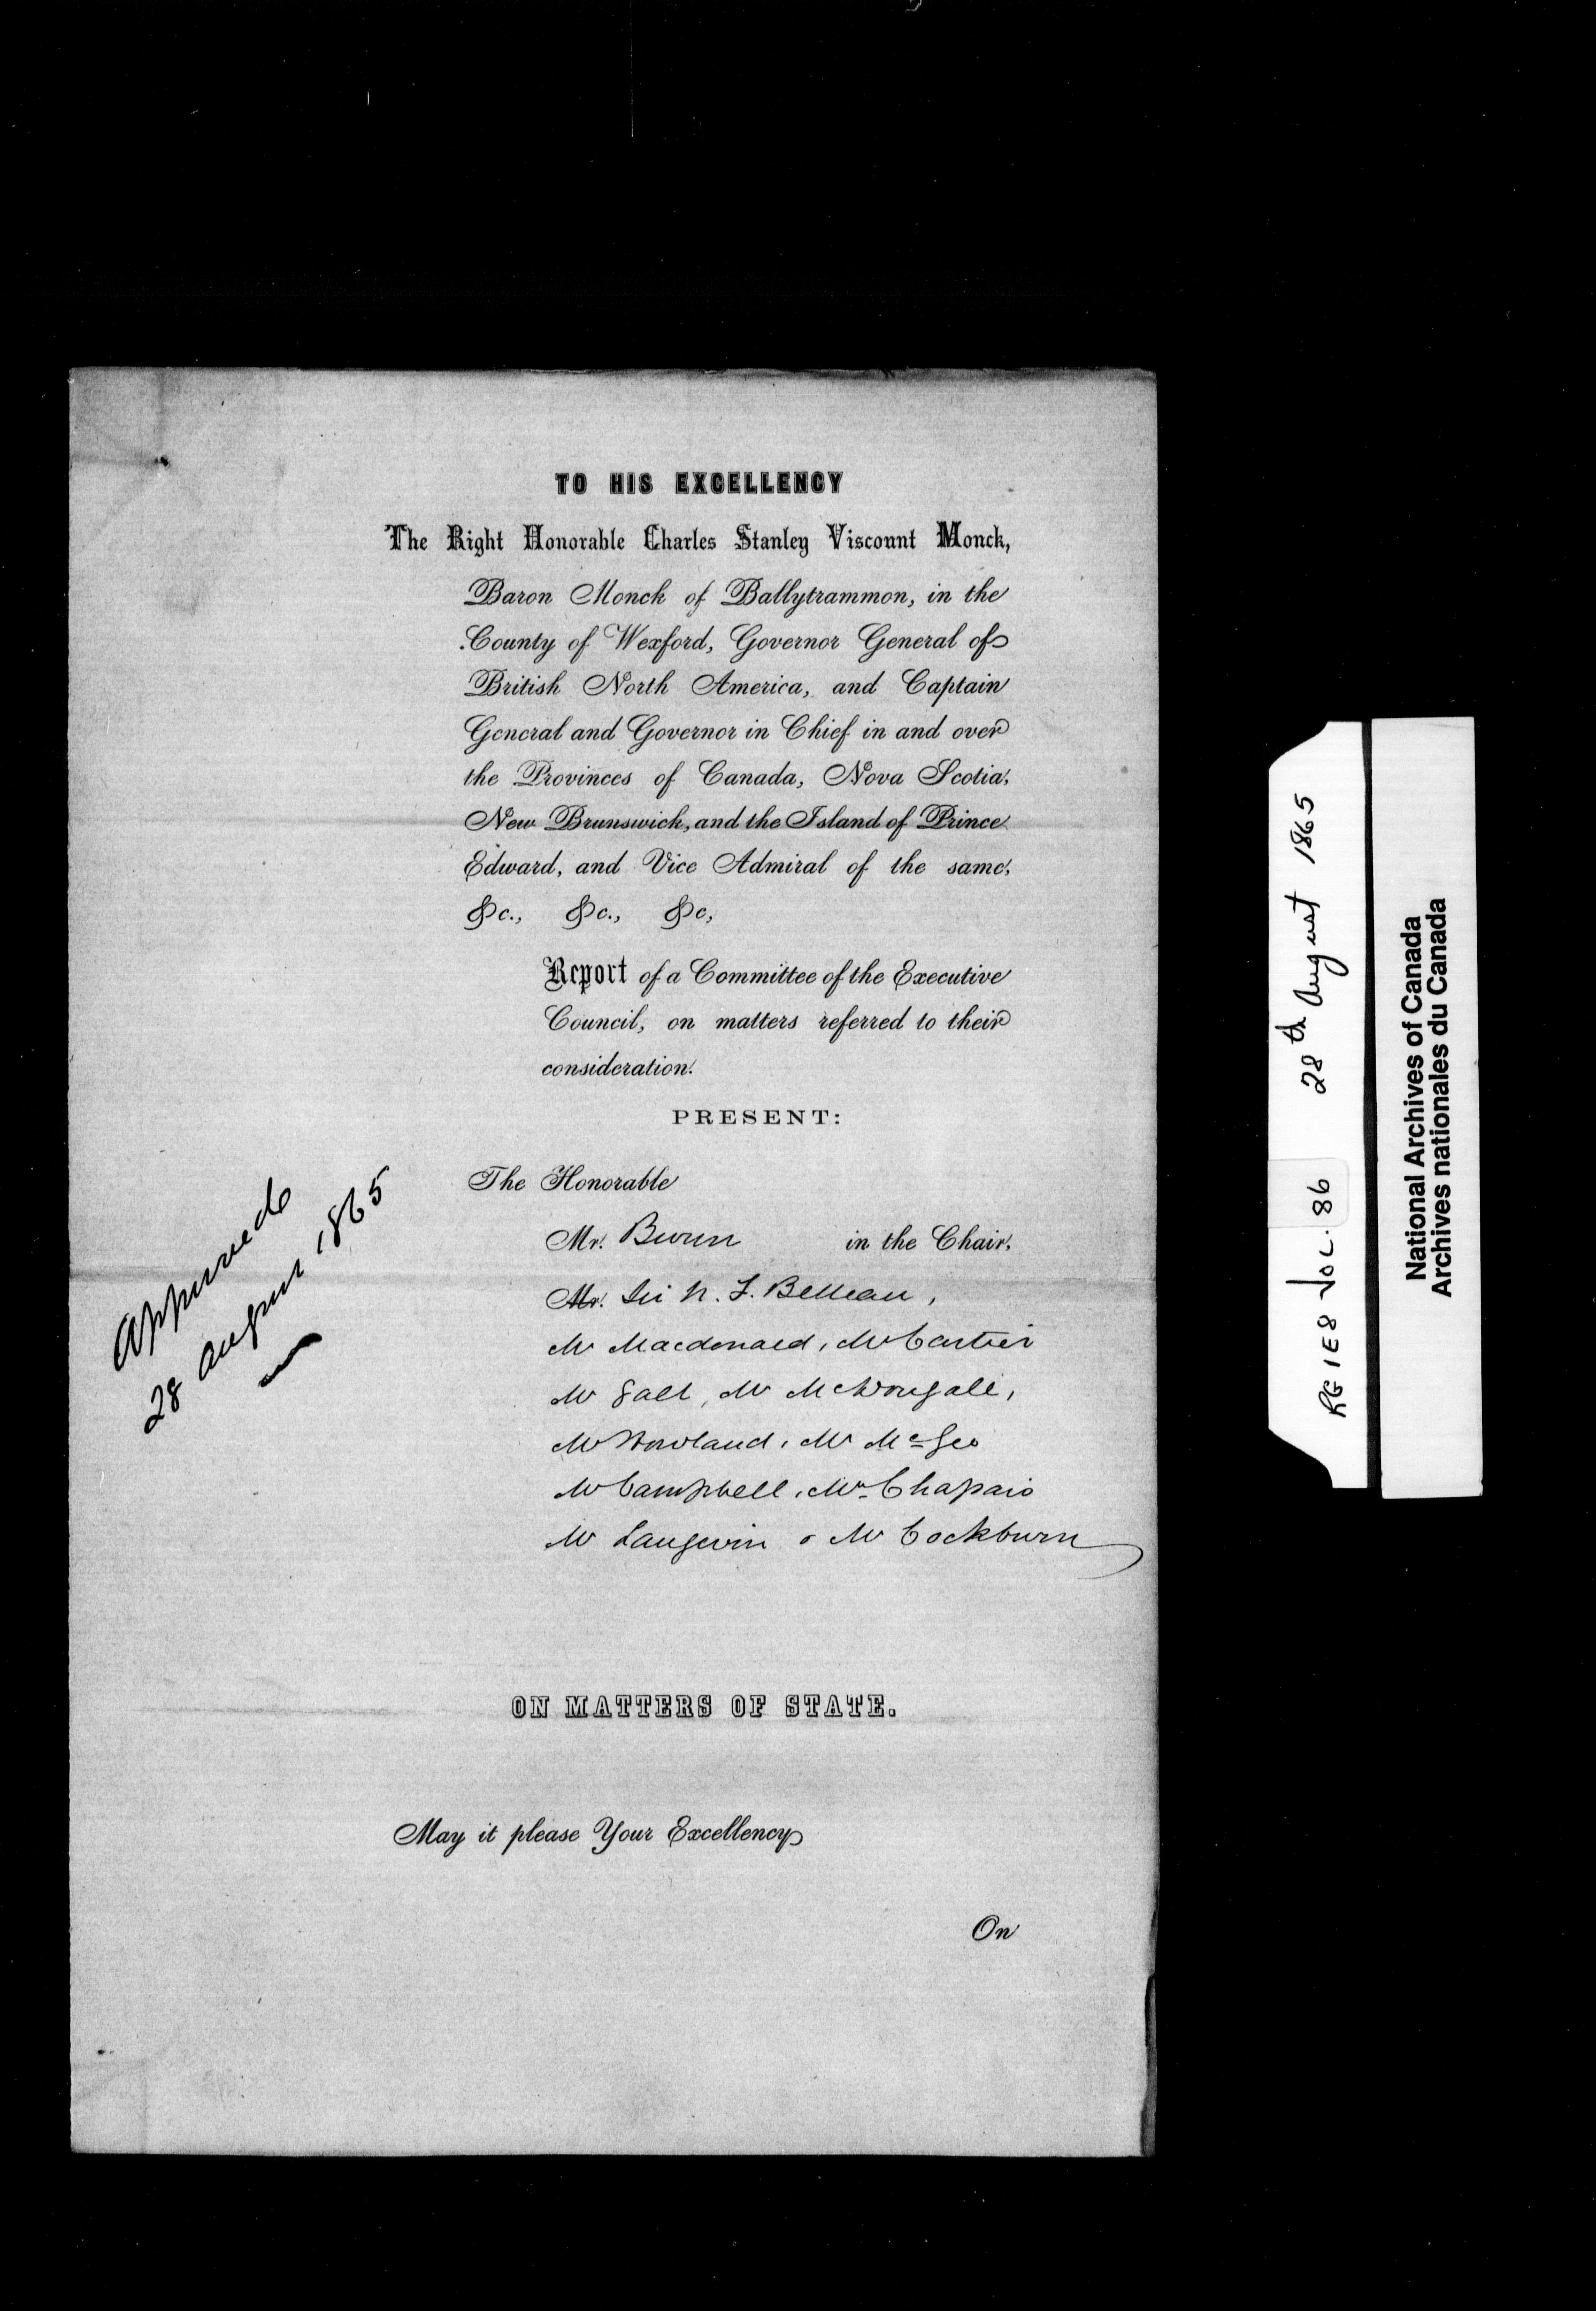 TO HIS EXCELLENCY
The Right Honorable Charles Stanley Viscount Monck,
Baron Monck of Ballytrammon, in the
County of Wexford, Governor General of
British North America, and Captain
General and Governor in Chief in and over
the Provinces of Canada, Nova Scotia,
New Brunswick, and the Island of Prince
Edward, and Vice Admiral of the same,
&c., &c., &c,
Report of a Committee of the Executive
Council, on matters referred to their
consideration.
PRESENT:
The Honorable
Mr. Brown in the Chair,
Mr. Sir N. F. Belleau,
Mr Macdonald, Mr Cartier
Mr Galt, Mr McDougall,
Mr Howland, Mr McGee
Mr Campbell, Mr Chapais
Mr Langevin & Mr Cockburn
Approved
28 August 1865
ON MATTERS OF STATE.
May it please Your Excellency
On
RG 1 E8 VOL. 86 28th August 1865
National Archives of Canada
Archives nationales du Canada